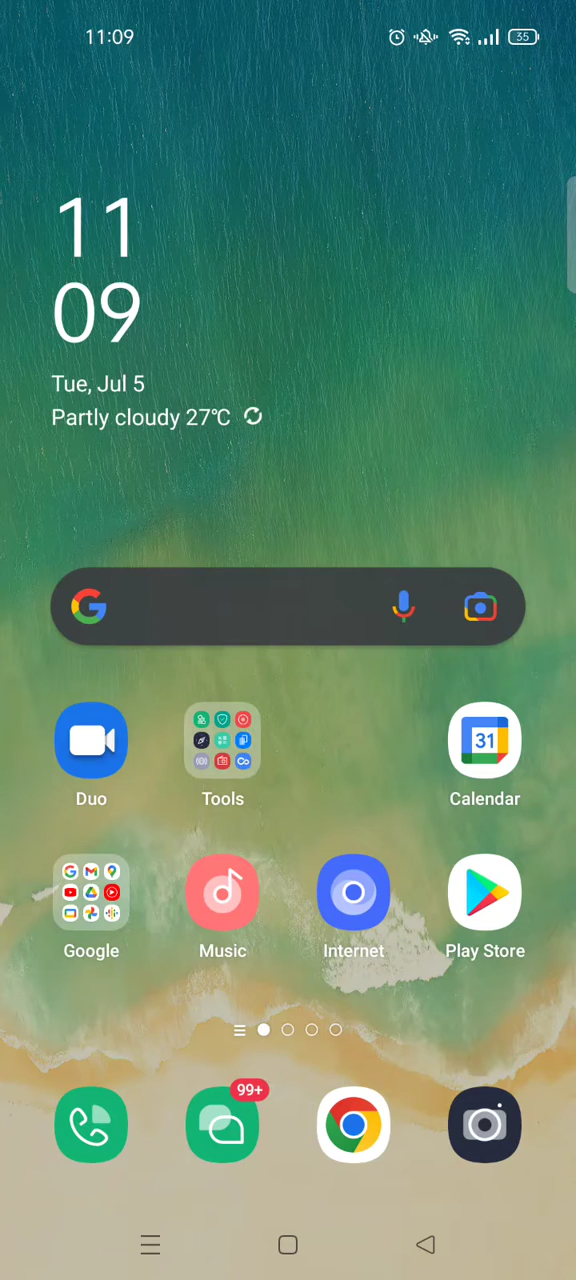 11:09
35
11
09
Tue, Jul 5
Partly cloudy 27℃
31
Duo
Tools
Calendar
Google
Music
Internet
Play Store
99+